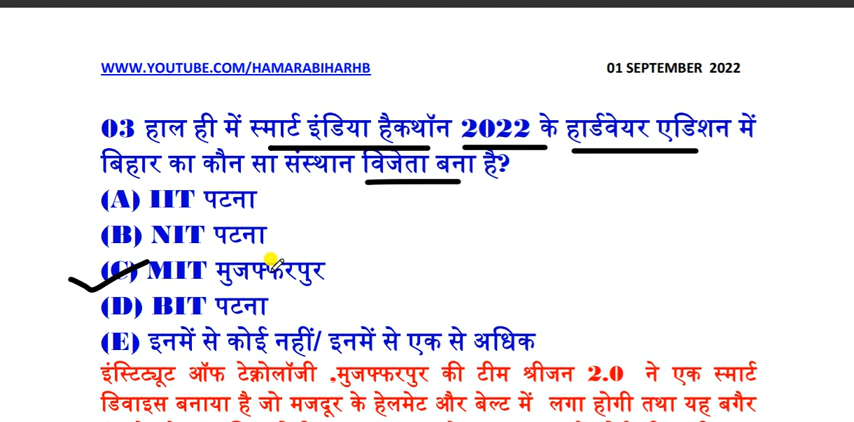 WWW.YOUTUBE.COM/HAMARABIHARHB 01 SEPTEMBER 2022
03 हाल ही में स्मार्ट इंडिया हैकथॉन 2022 के हार्डवेयर एडिशन में
बिहार का कौन सा संस्थान विजेता बना है?
(A) IIT पटना
(B) NIT पटना
(C) MIT मुजफ्फरपुर
(D) BIT पटना
(E) इनमें से कोई नहीं/ इनमें से एक से अधिक
इंस्टिट्यूट ऑफ टेक्नोलॉजी ,मुजफ्फरपुर की टीम श्रीजन 2.0 ने एक स्मार्ट
डिवाइस बनाया है जो मजदूर के हेलमेट और बेल्ट में लगा होगी तथा यह बगैर